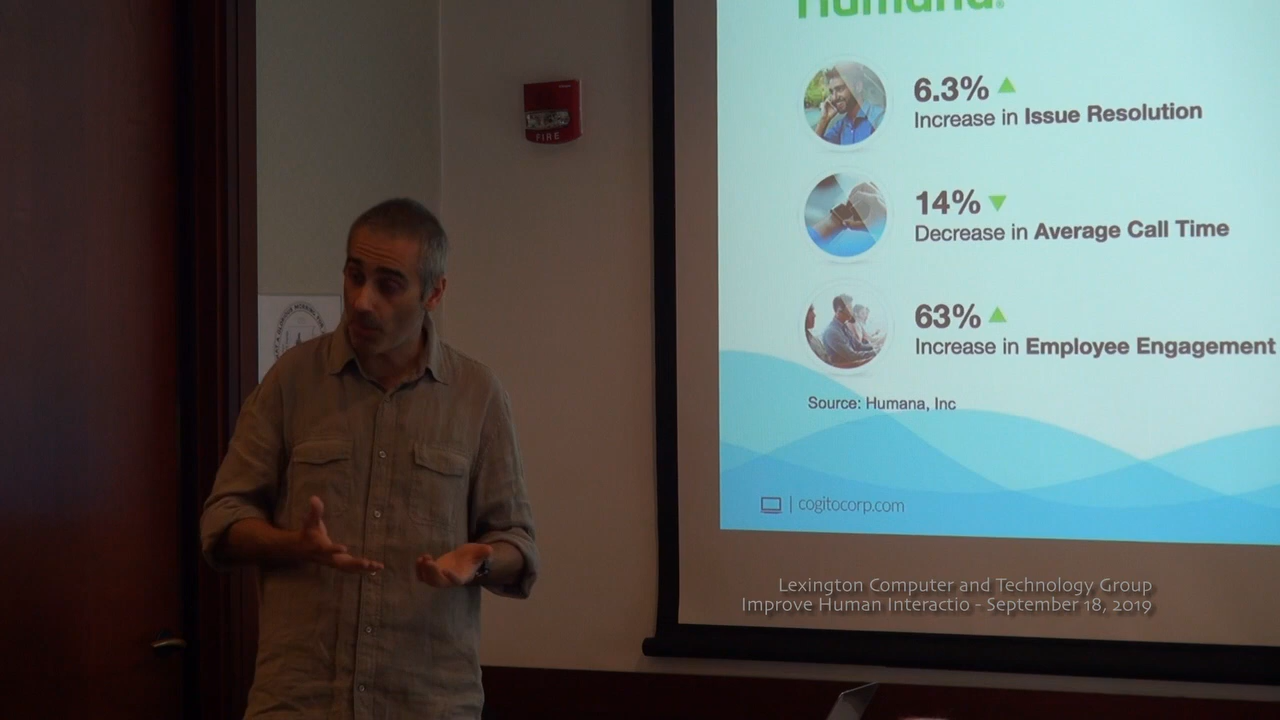 Humana
FIRE
6.3%
Increase in Issue Resolution
14%
Decrease in Average Call Time
63%
Increase in Employee Engagement
Source: Humana, Inc
| cogitocorp.com
Lexington Computer and Technology Group
Improve Human Interactio - September 18, 2019